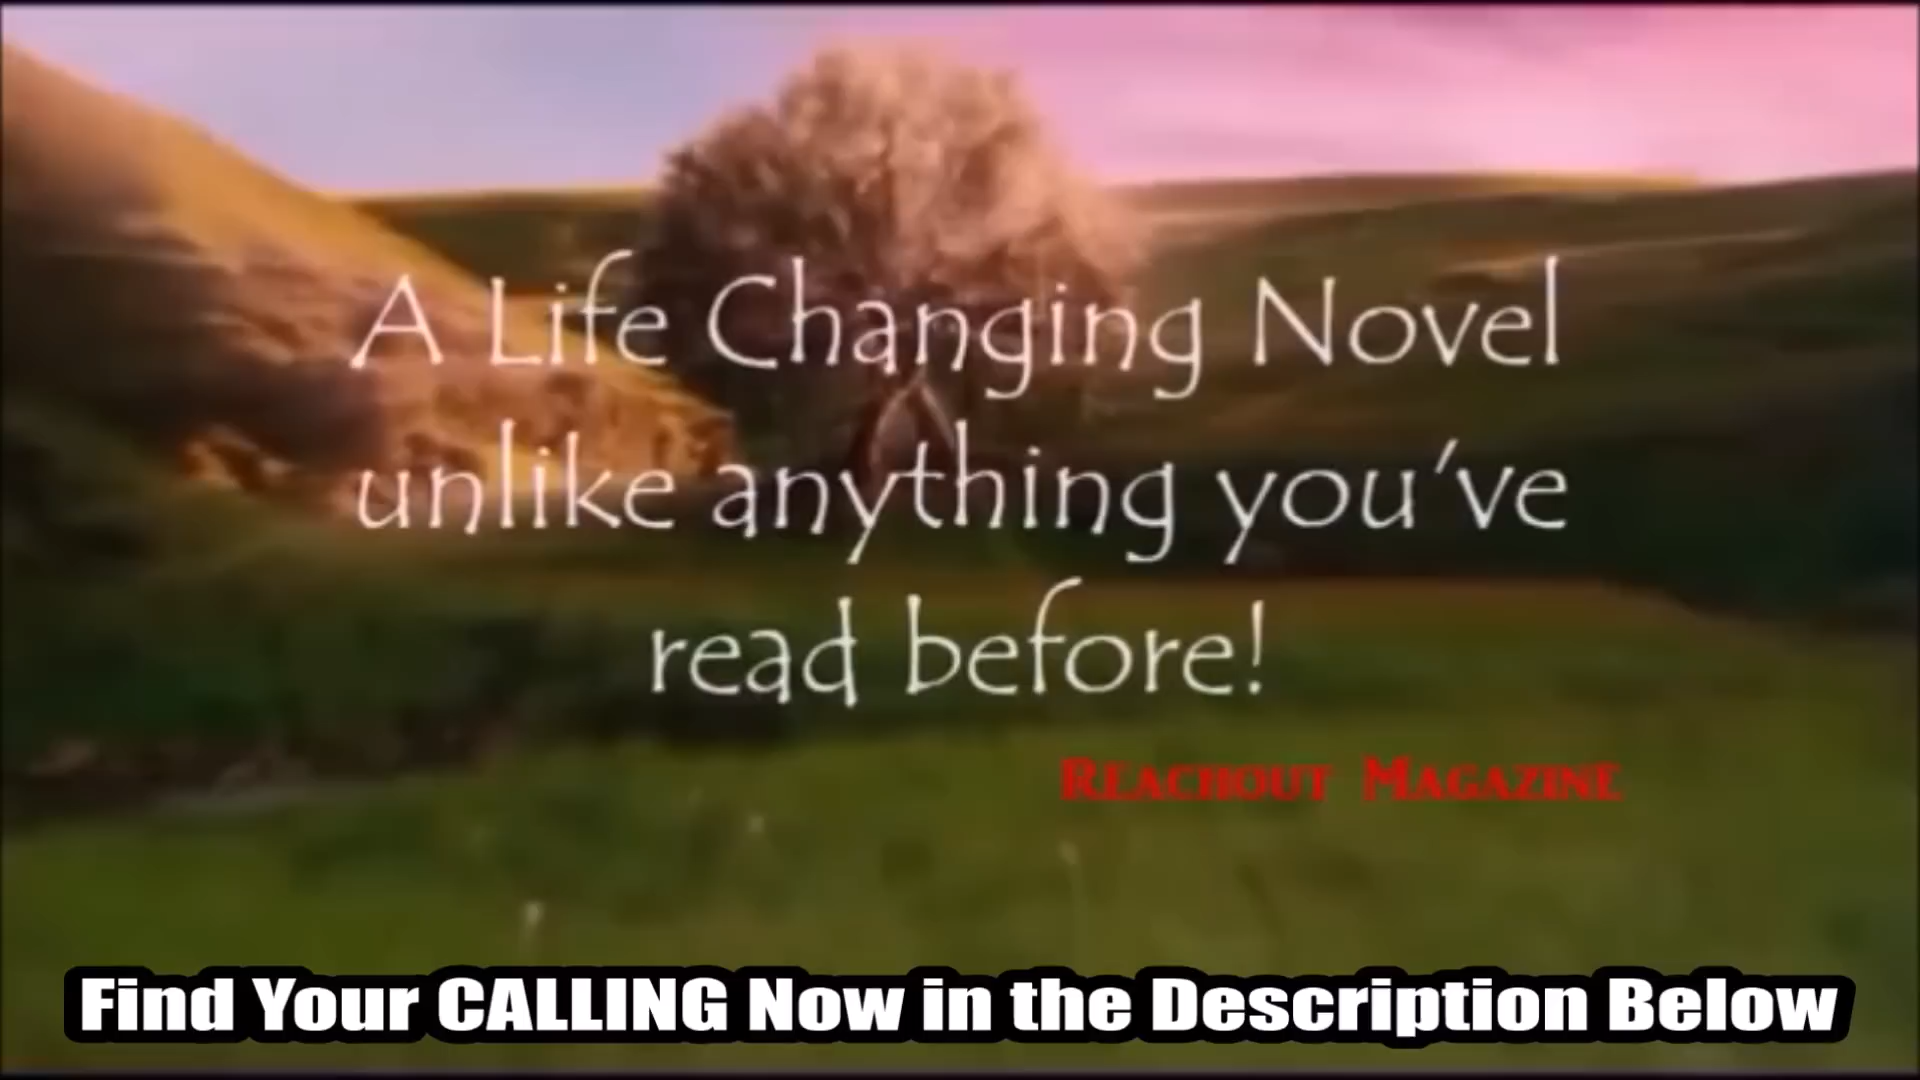 A Life Changing Novel
unlike anything you've
read before!
Reachout Magazine
Find Your CALLING Now in the Description Below